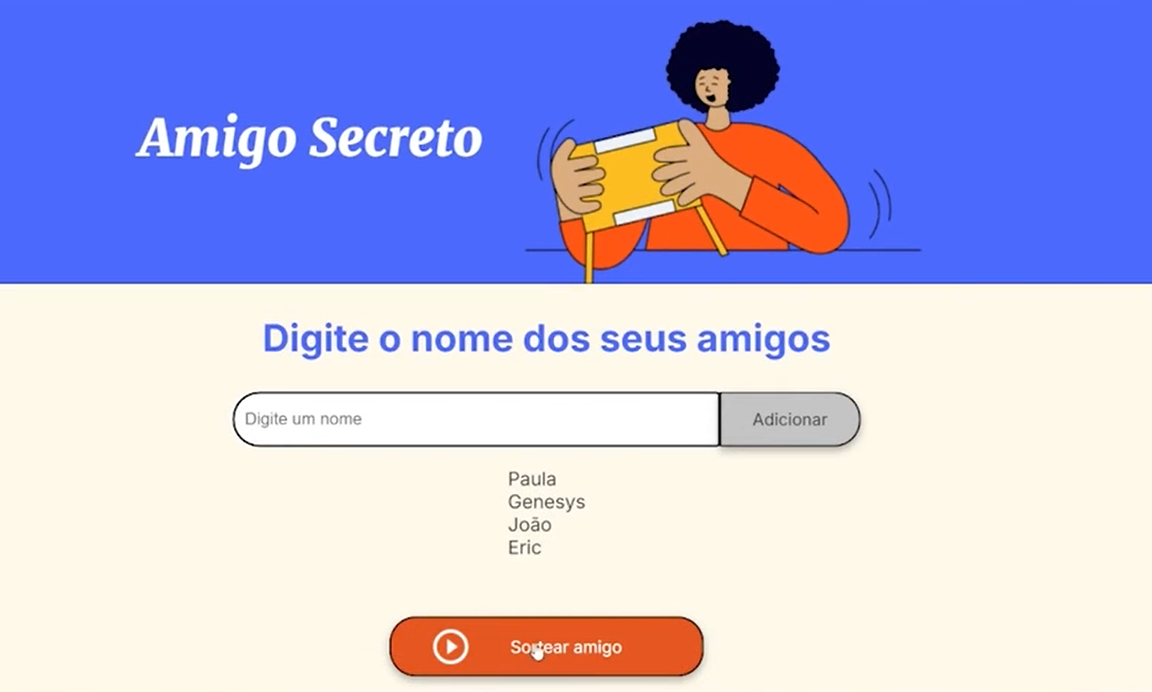 Amigo Secreto
Digite o nome dos seus amigos
Digite um nome
Adicionar
Paula
Genesys
João
Eric
Sortear amigo